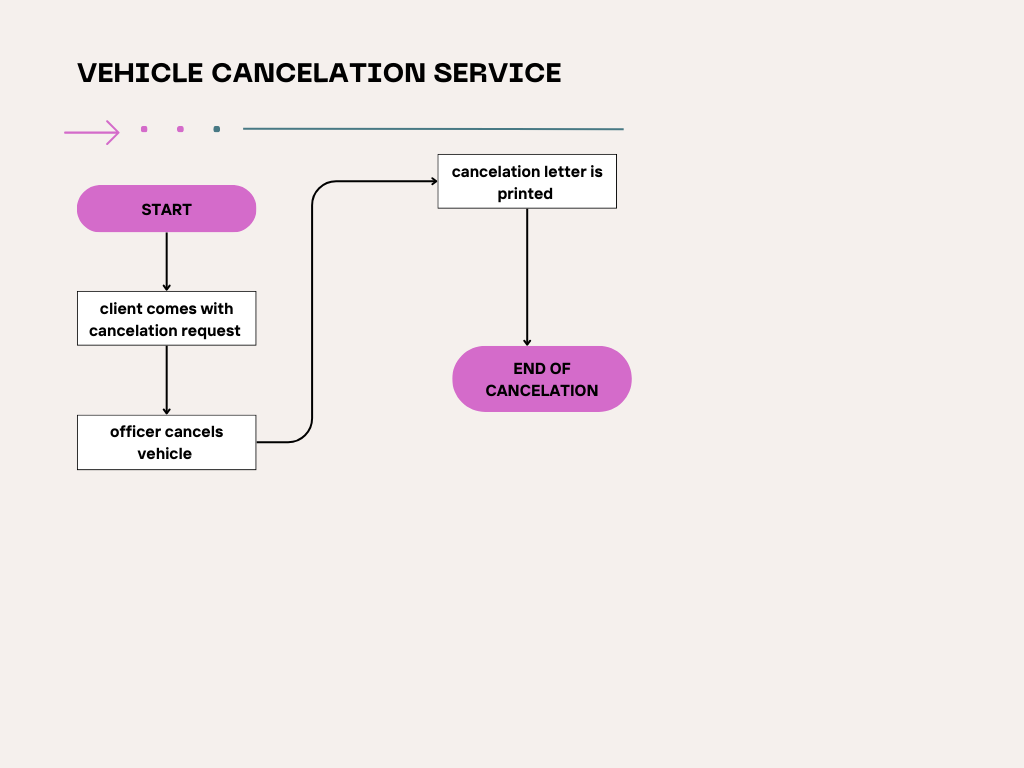 VEHICLE CANCELATION SERVICE
START
client comes with
cancelation request
officer cancels
vehicle
cancelation letter is
printed
END OF
CANCELATION